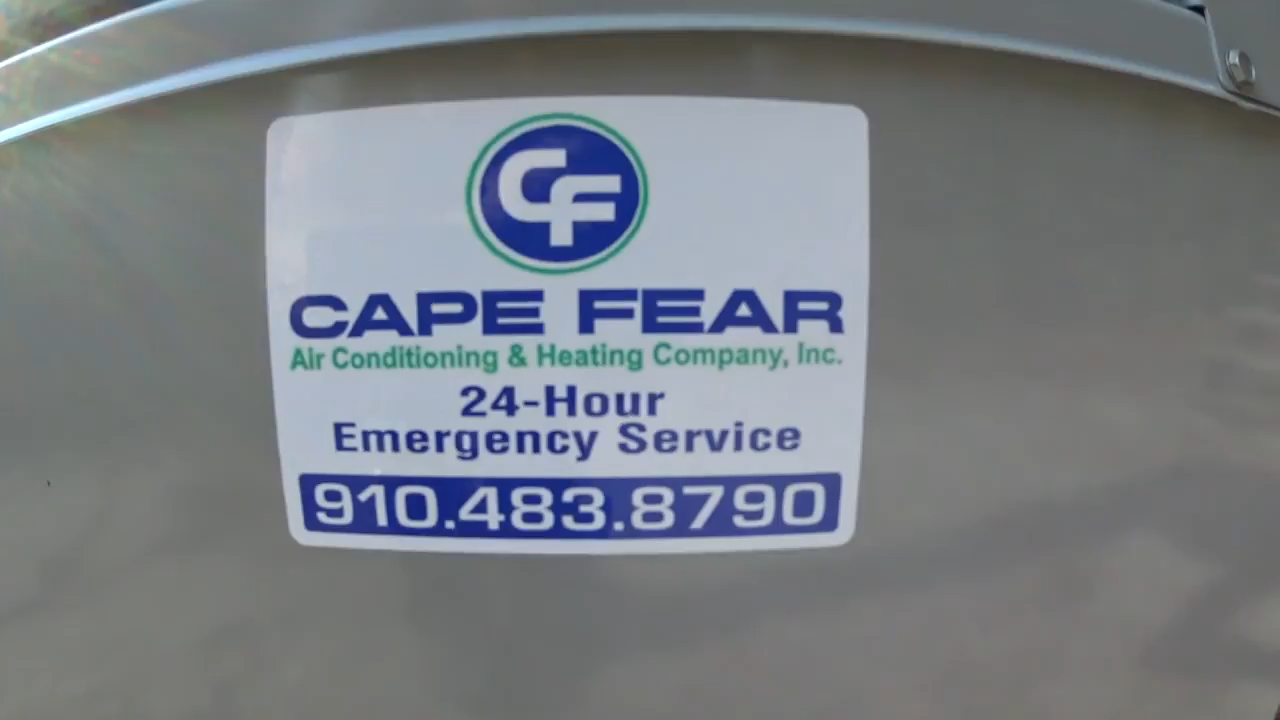 CF
CAPE FEAR
Air Conditioning & Heating Company, Inc.
24-Hour
Emergency Service
910.483.8790